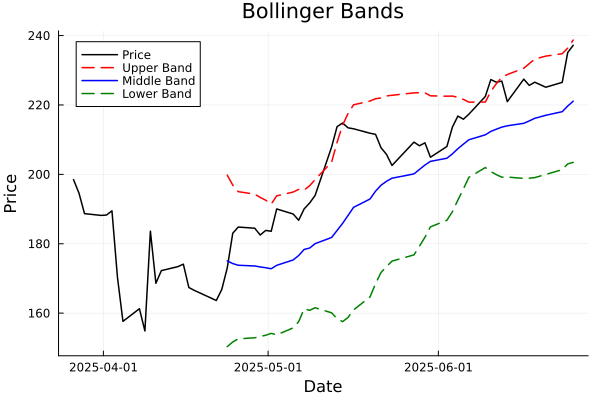 Bollinger Bands
240
220
200
180
160
Price
Price
Upper Band
Middle Band
Lower Band
2025-04-01
2025-05-01
2025-06-01
Date